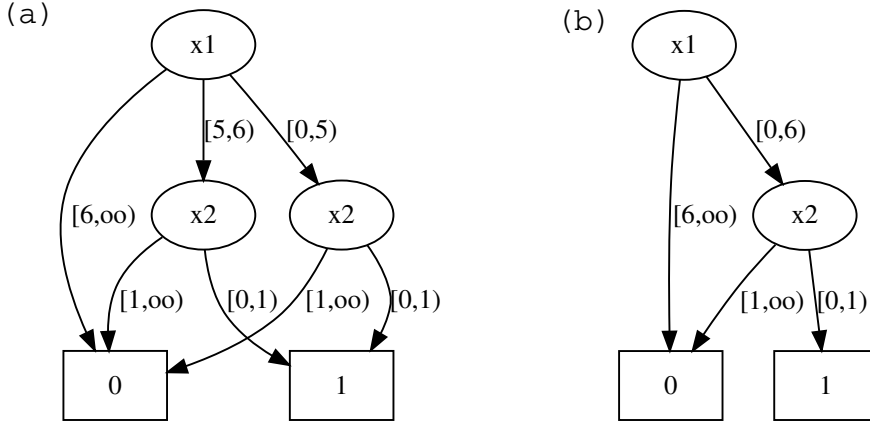 (a)
x1
[5,6)
[0,5)
[6,oo)
x2
x2
[1,oo)
[0,1)
[1,oo)
[0,1)
0
1
(b)
x1
[0,6)
[6,oo)
x2
[1,oo)
[0,1)
0
1